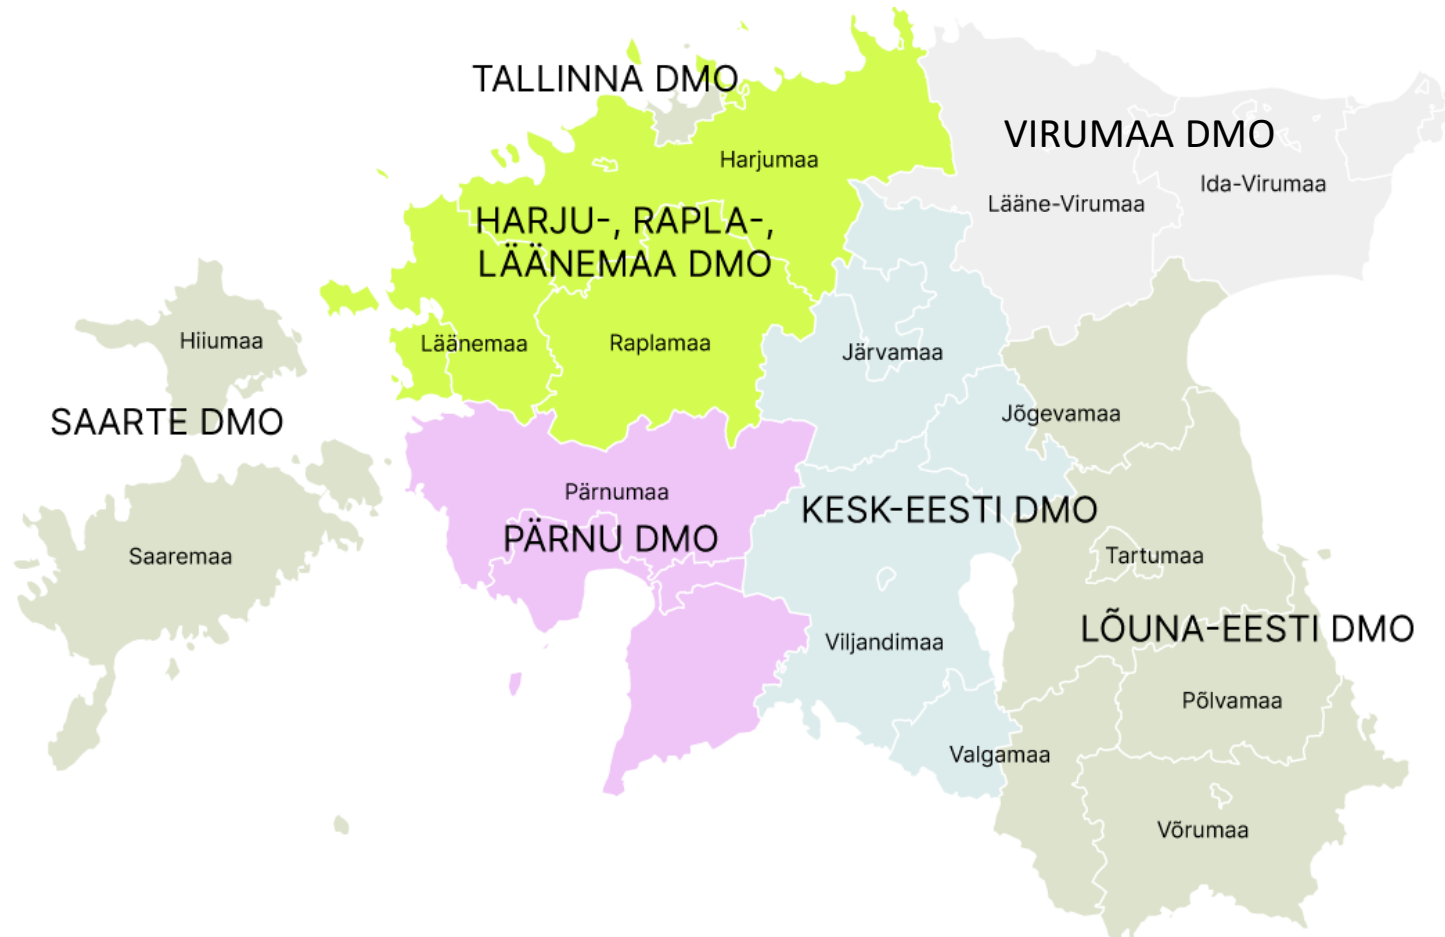 TALLINNA DMO
VIRUMAA DMO
Harjumaa
Ida-Virumaa
Lääne-Virumaa
HARJU-, RAPLA-,
LÄÄNEMAA DMO
Hiiumaa
Läänemaa
Raplamaa
Järvamaa
SAARTE DMO
Jõgevamaa
Pärnumaa
KESK-EESTI DMO
PÄRNU DMO
Saaremaa
Tartumaa
LÕUNA-EESTI DMO
Viljandimaa
Põlvamaa
Valgamaa
Võrumaa